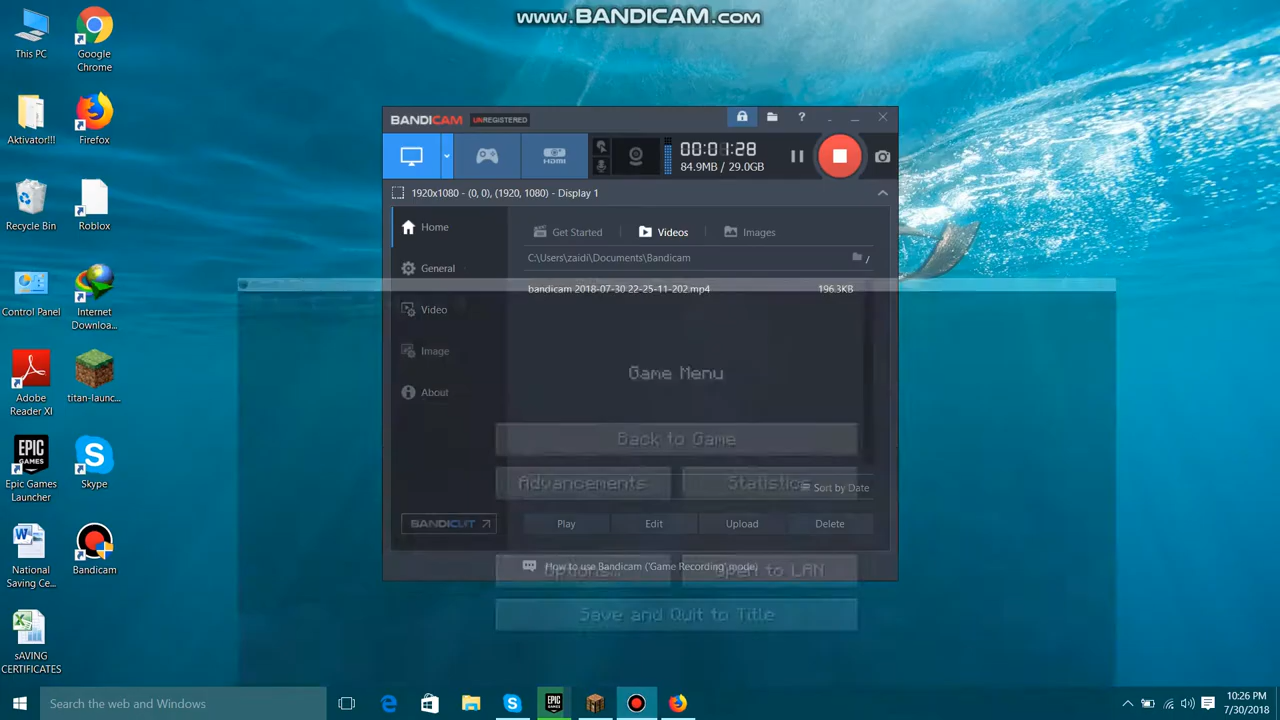 www.BANDICAM.com
This PC
Google
Chrome
Aktivator!!!
Firefox
Recycle Bin
Roblox
Control Panel
Internet
Downloa...
Adobe
Reader XI
titan-launc...
Epic Games
Launcher
Skype
National
Saving Ce...
Bandicam
sAVING
CERTIFICATES
BANDICAM UNREGISTERED
?
HDMI
00:01:28
84.9MB / 29.0GB
1920x1080 - (0, 0), (1920, 1080) - Display 1
Home
General
Video
Image
About
Get Started
Videos
Images
C:\Users\zaidi\Documents\Bandicam
/
bandicam 2018-07-30 22-25-11-202.mp4 196.3KB
Game Menu
Back to Game
Advancements
Statistics
Sort by Date
BANDICUT
Play
Edit
Upload
Delete
How to use Bandicam ('Game Recording' mode)
Options...
Open to LAN
Save and Quit to Title
EPIC
GAMES
Search the web and Windows
EPIC
GAMES
10:26 PM
7/30/2018